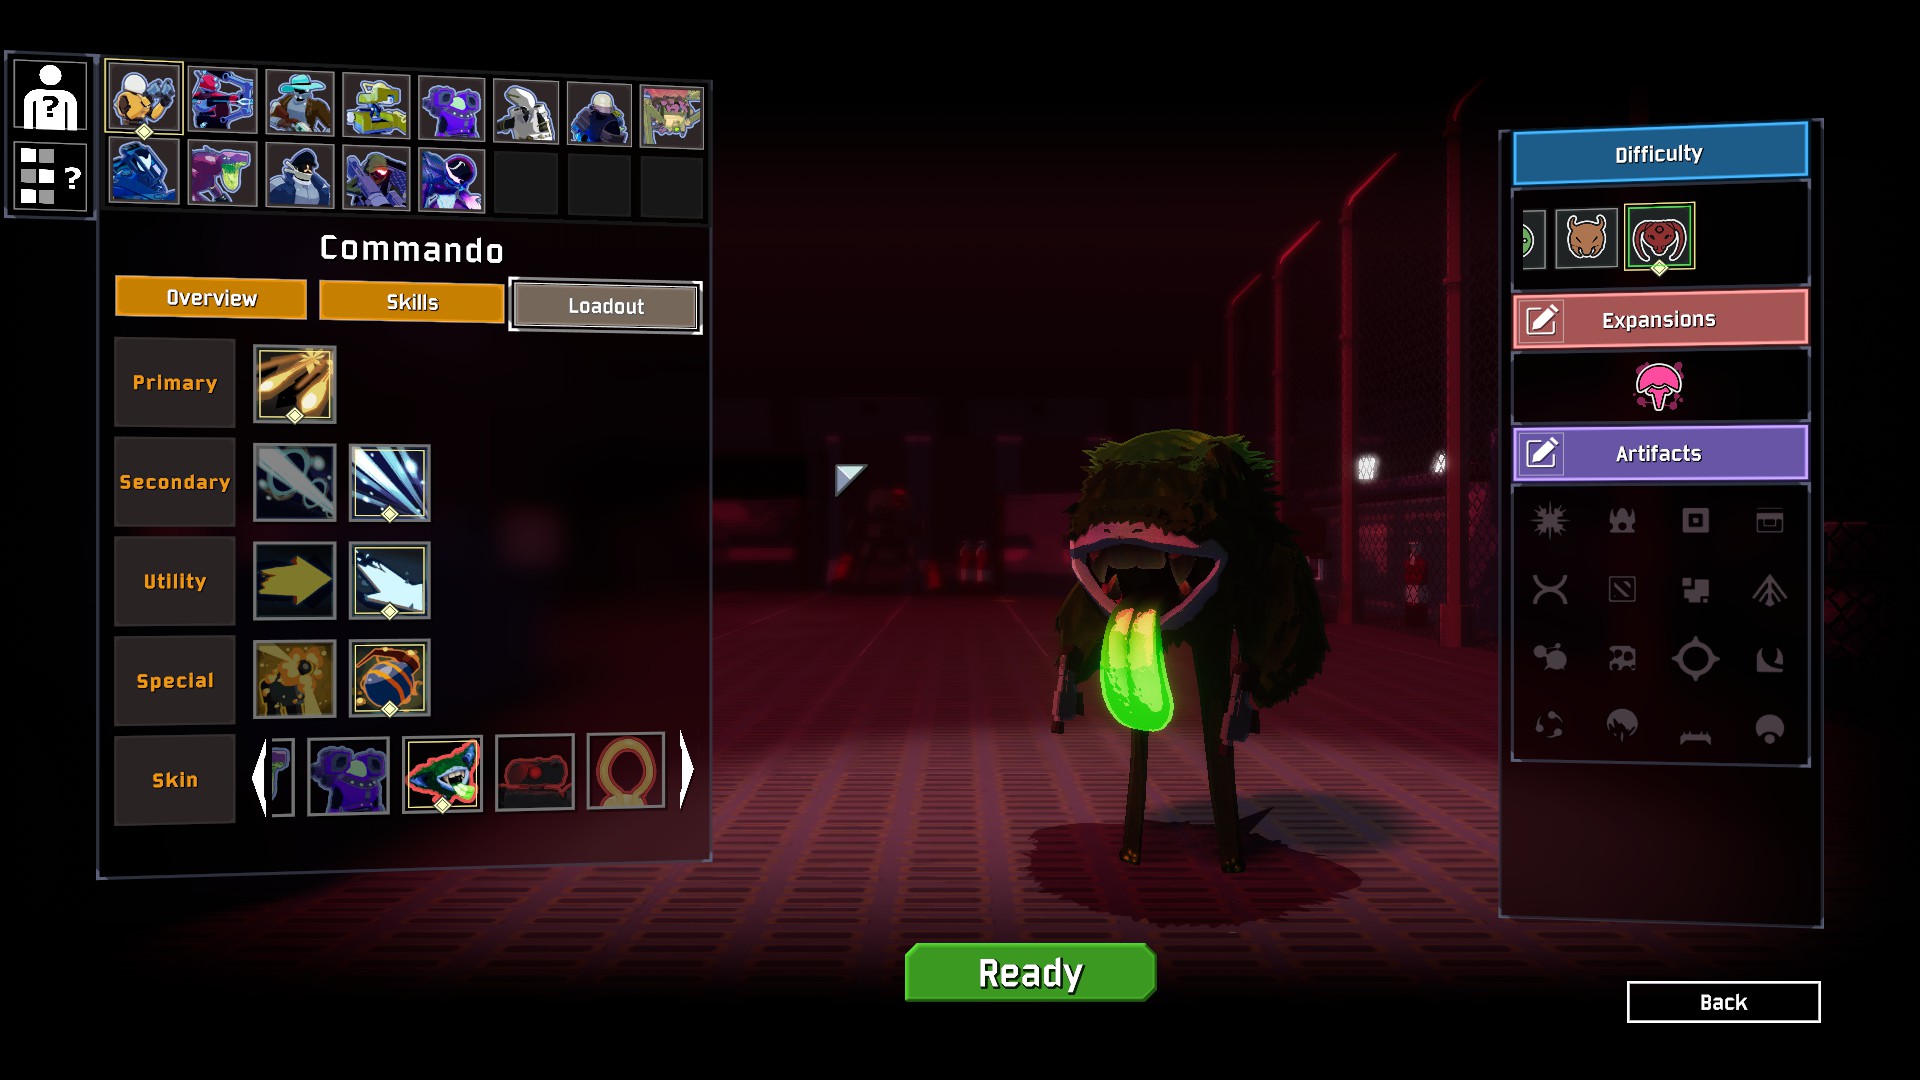 ?
?
Commando
Overview
Skills
Loadout
Primary
Secondary
Utility
Special
Skin
Difficulty
Expansions
Artifacts
Ready
Back